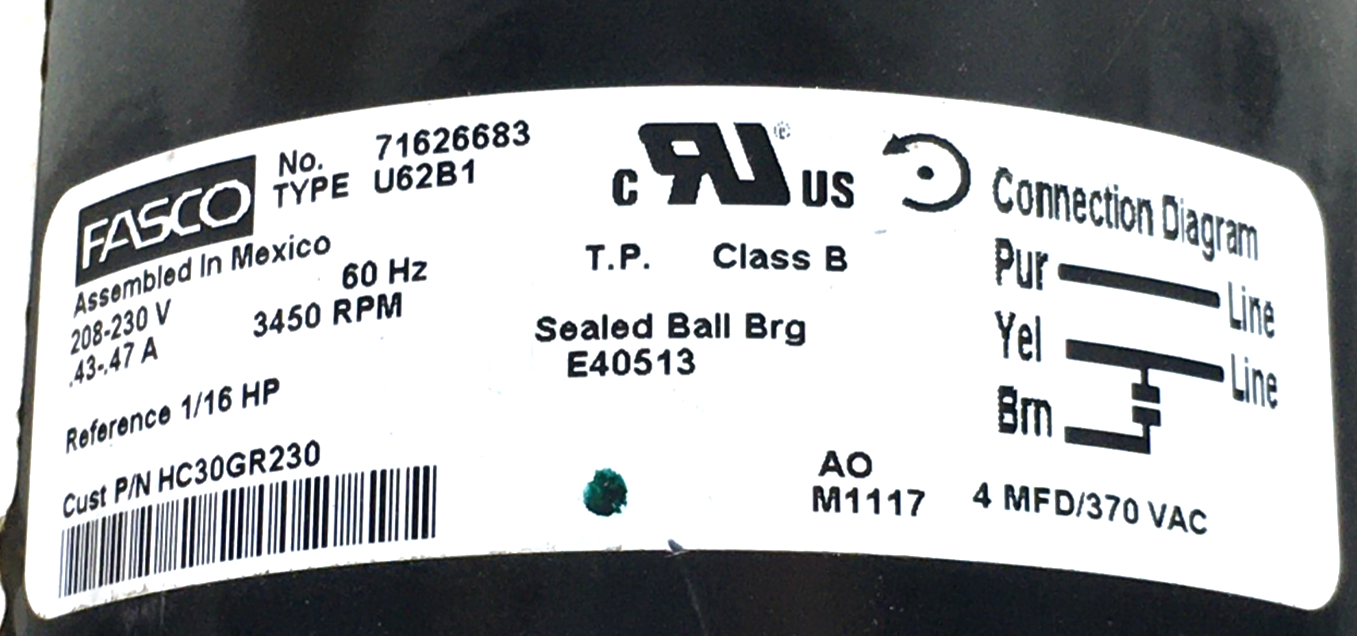 FASCO
No. 71626683
TYPE U62B1
Assembled In Mexico
208-230 V 60 Hz
.43-.47 A 3450 RPM
Reference 1/16 HP
Cust P/N HC30GR230
C RU® US
T.P. Class B
Sealed Ball Brg
E40513
AO
M1117
Connection Diagram
Pur Line
Yel Line
Brn
4 MFD/370 VAC